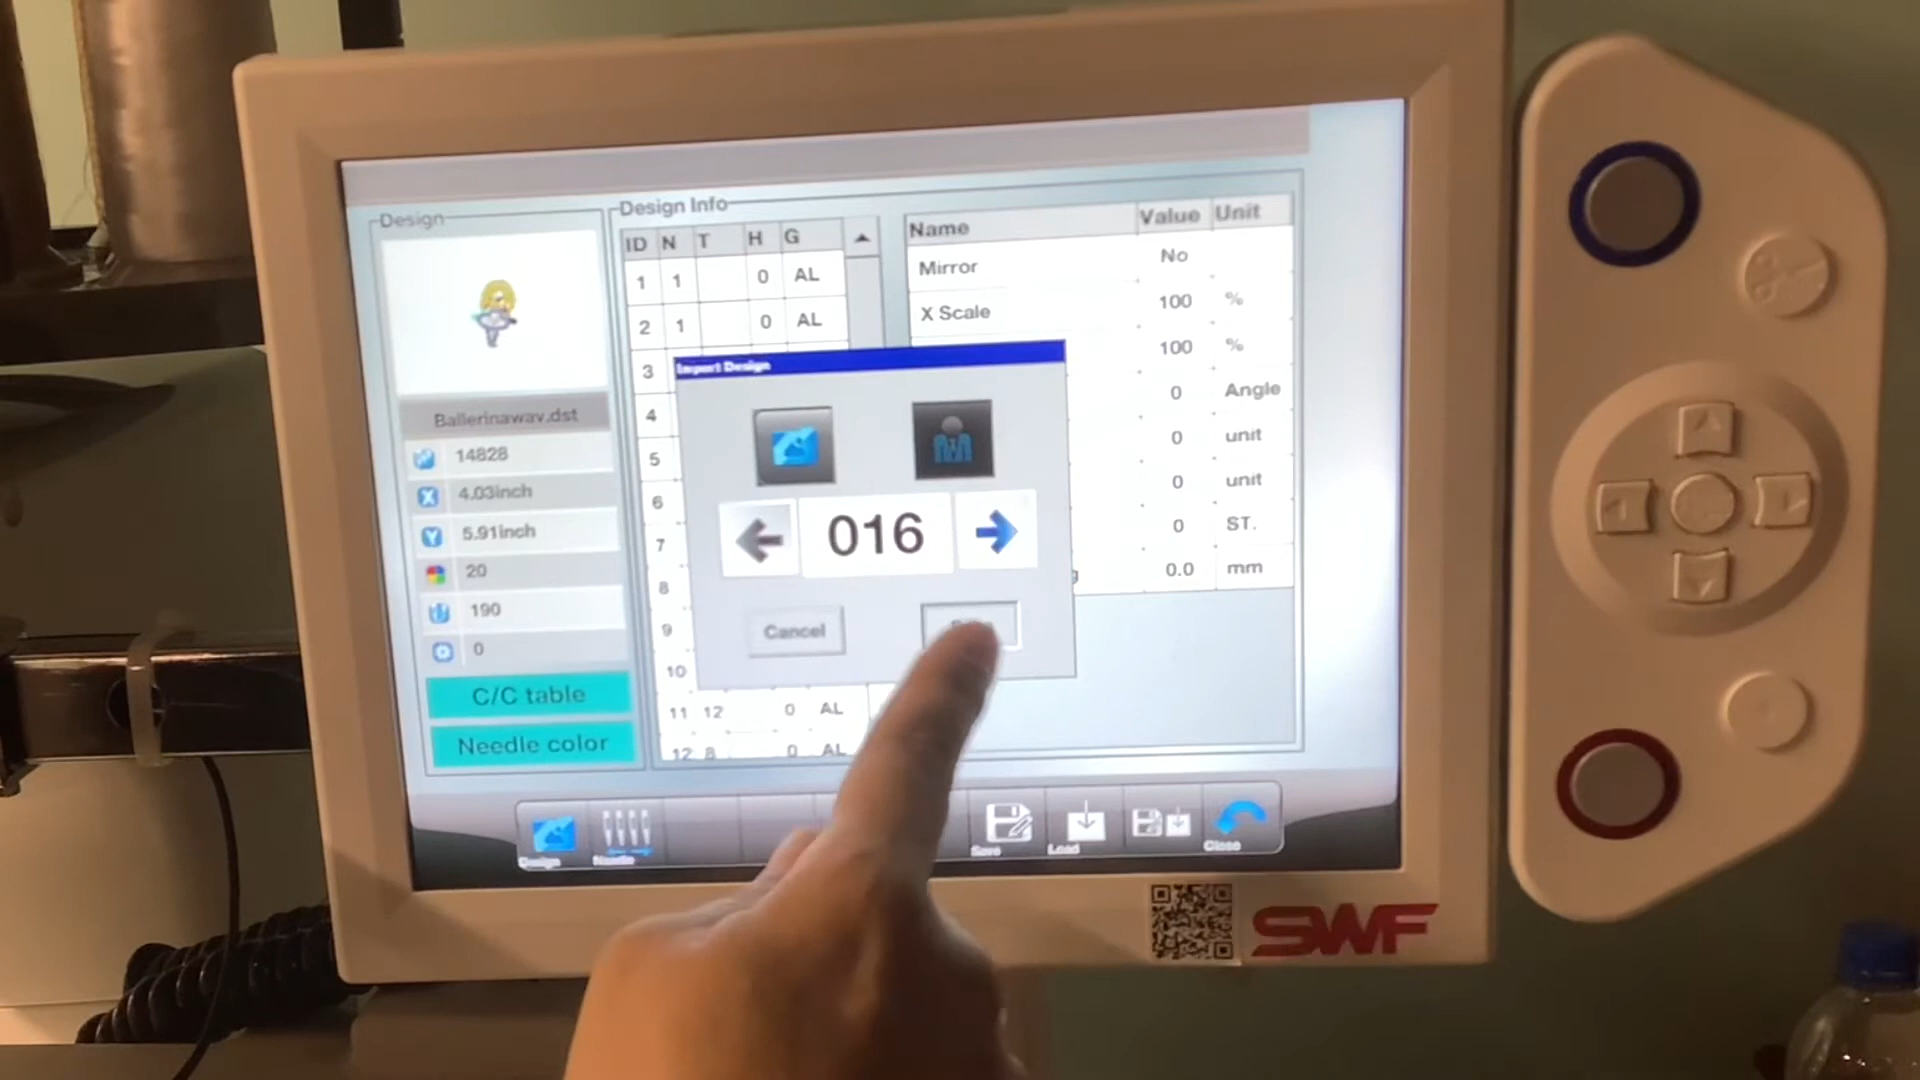 Design
Ballerinawav.dst
14828
4.03inch
5.91inch
20
190
0
C/C table
Needle color
Design Info
ID N T H G
1 1 0 AL
2 1 0 AL
3
4
5
6
7
8
9
10
11 12 0 AL
12 8 0 AL
Name Value Unit
Mirror No
X Scale 100 %
100 %
0 Angle
0 unit
0 unit
0 ST.
g 0.0 mm
Import Design
016
Cancel
Design
Needle
Save
Load
Close
SWF